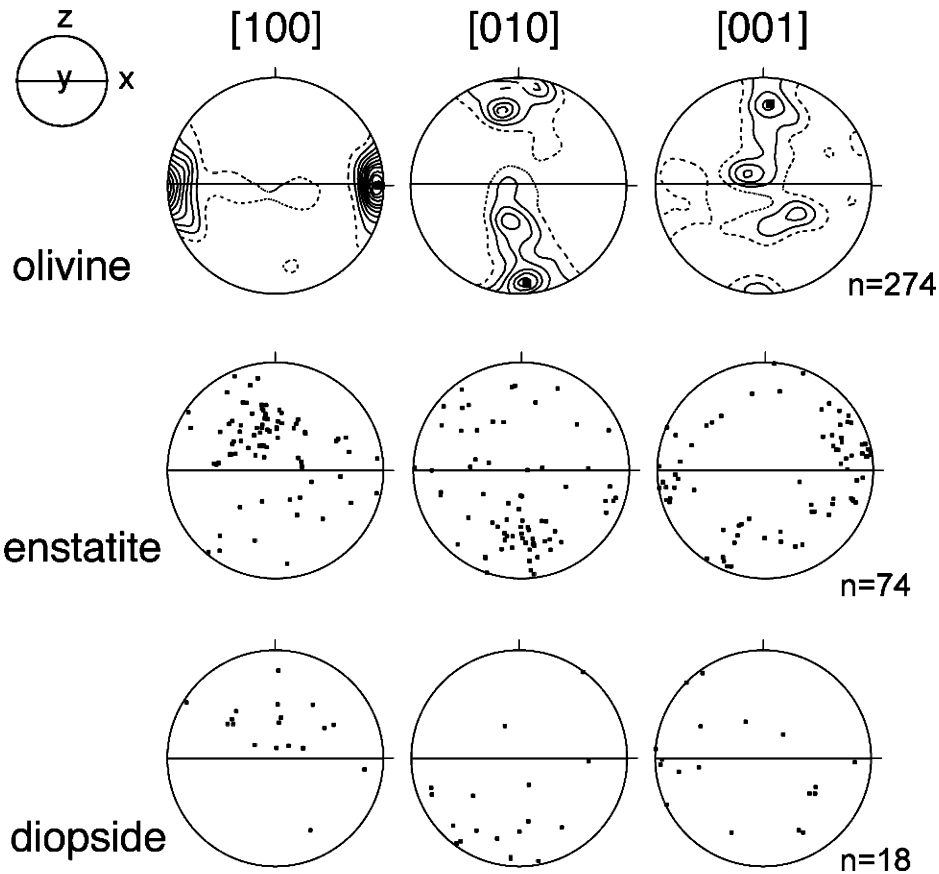 z
y
x
[100]
[010]
[001]
olivine
n=274
enstatite
n=74
diopside
n=18